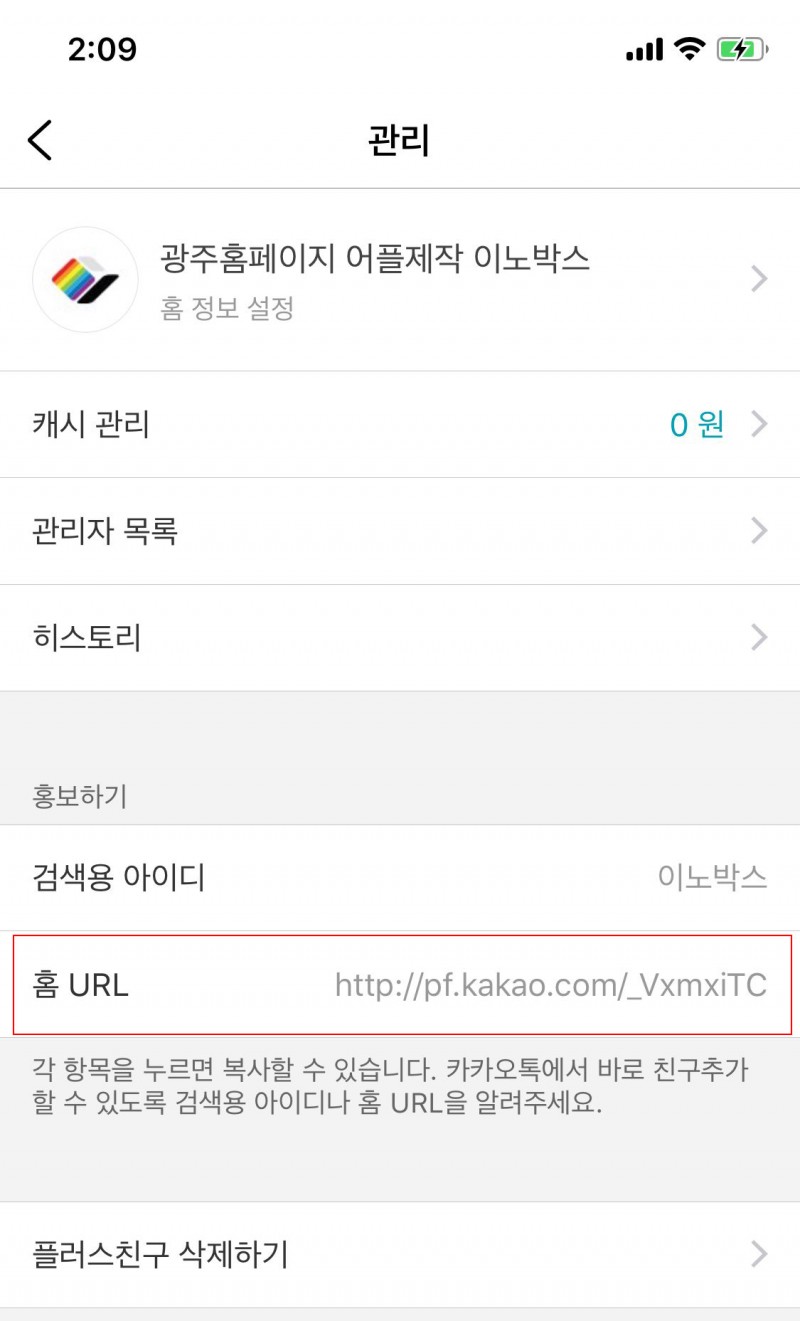 2:09
관리
광주홈페이지 어플제작 이노박스
홈 정보 설정
캐시 관리 0 원
관리자 목록
히스토리
홍보하기
검색용 아이디 이노박스
홈 URL http://pf.kakao.com/_VxmxiTC
각 항목을 누르면 복사할 수 있습니다. 카카오톡에서 바로 친구추가
할 수 있도록 검색용 아이디나 홈 URL을 알려주세요.
플러스친구 삭제하기